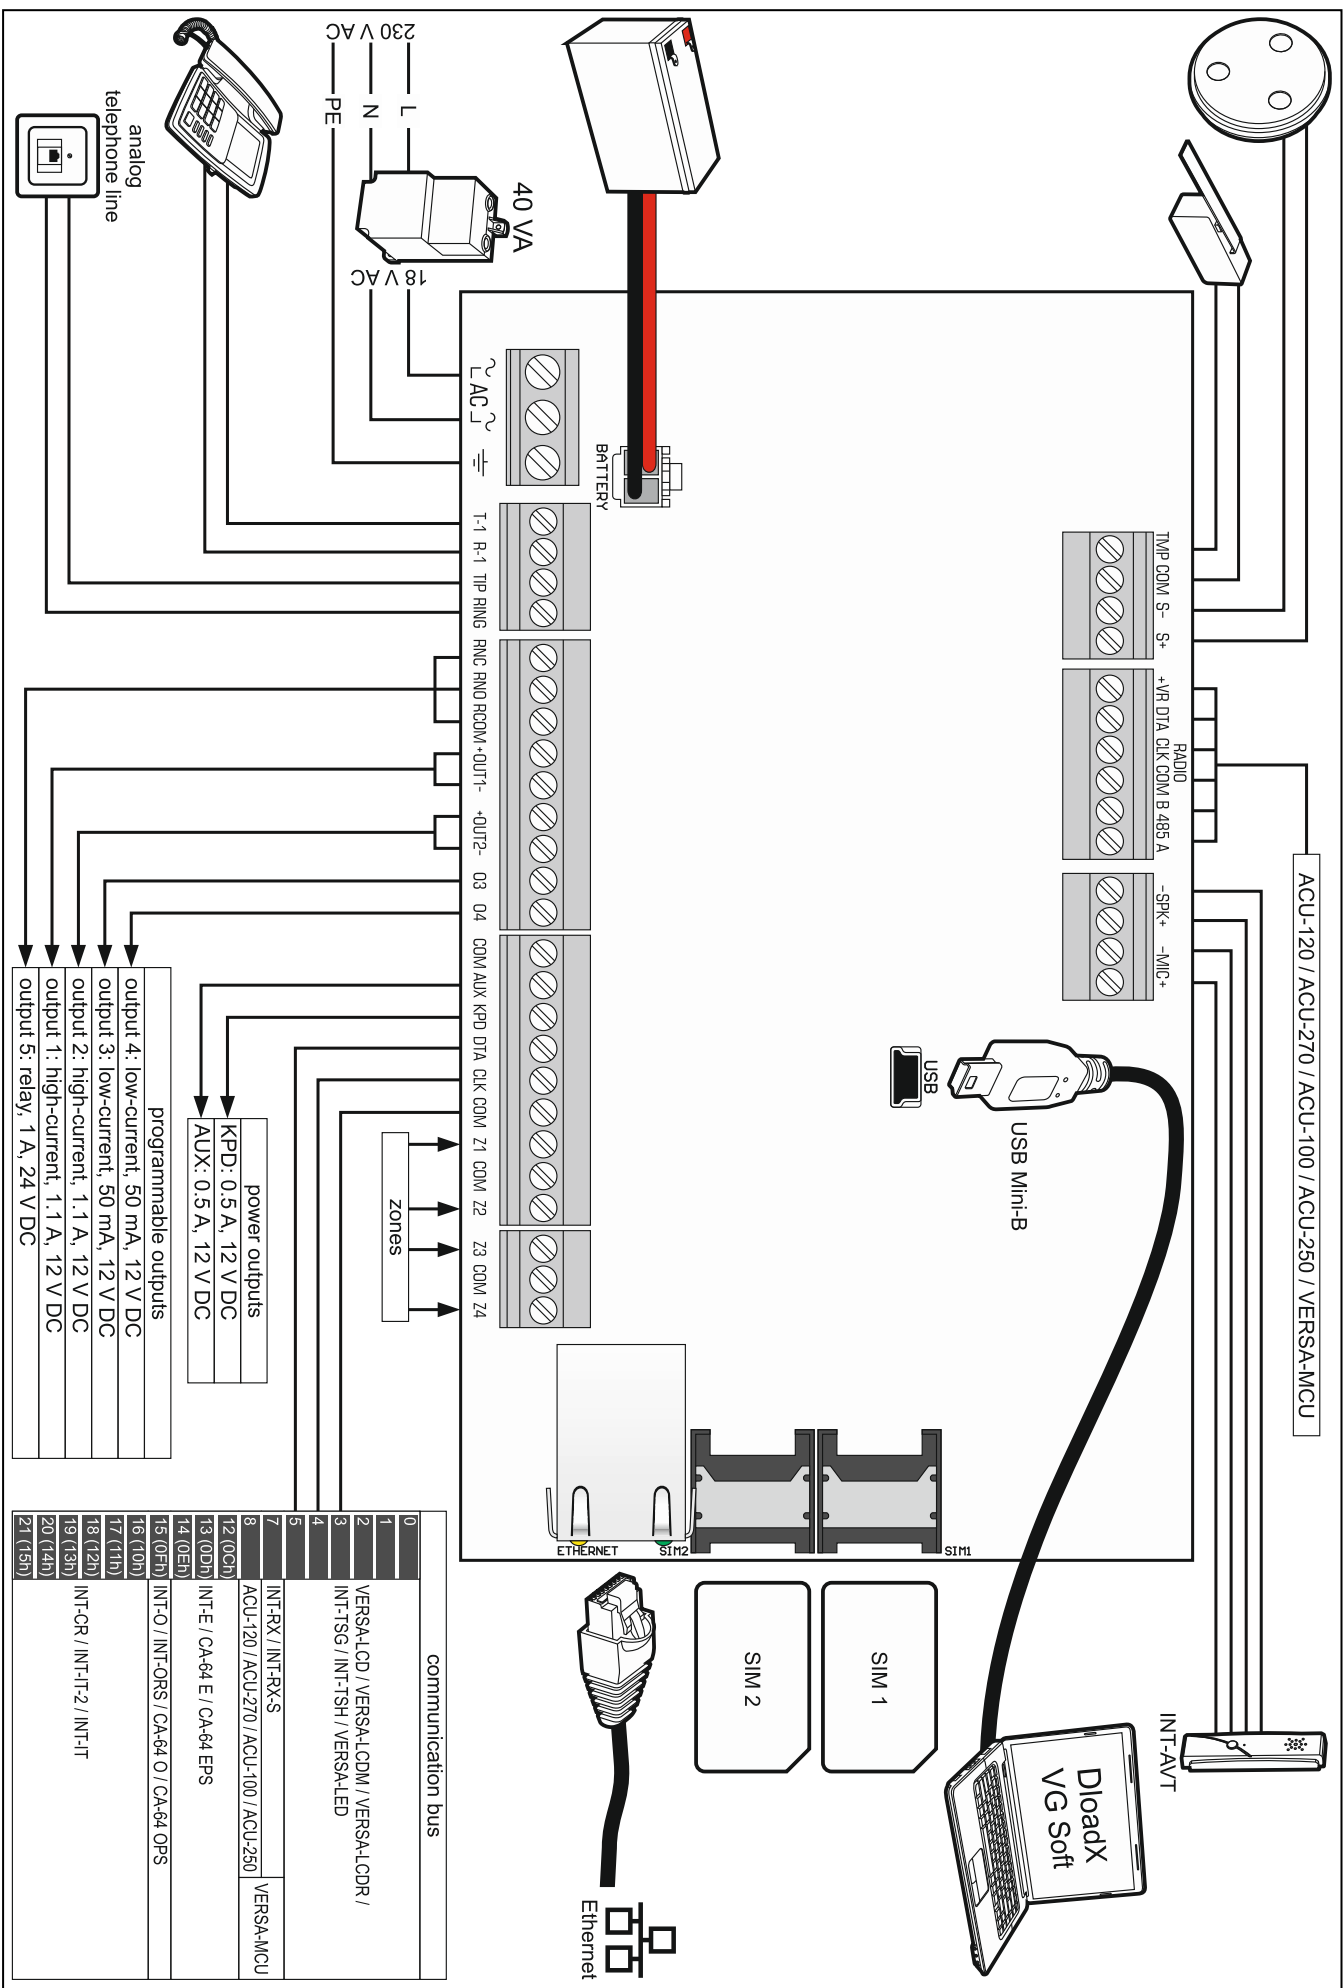 230 V AC
L
N
PE
40 VA
18 V AC
analog
telephone line
BATTERY
AC
T-1 R-1 TIP RING
RNC RNO RCOM +OUT1- +OUT2- O3 O4
COM AUX KPD DTA CLK COM Z1 COM Z2
Z3 COM Z4
TMP COM S- S+
RADIO
+VR DTA CLK COM B 485 A
-SPK+ -MIC+
ACU-120 / ACU-270 / ACU-100 / ACU-250 / VERSA-MCU
USB
USB Mini-B
zones
power outputs
KPD: 0.5 A, 12 V DC
AUX: 0.5 A, 12 V DC
programmable outputs
output 4: low-current, 50 mA, 12 V DC
output 3: low-current, 50 mA, 12 V DC
output 2: high-current, 1.1 A, 12 V DC
output 1: high-current, 1.1 A, 12 V DC
output 5: relay, 1 A, 24 V DC
ETHERNET
SIM2
SIM1
SIM 1
SIM 2
INT-AVT
DloadX
VG Soft
Ethernet
communication bus
0
1
2
3
4
5
VERSA-LCD / VERSA-LCDM / VERSA-LCDR /
INT-TSG / INT-TSH / VERSA-LED
7 INT-RX / INT-RX-S
8 ACU-120 / ACU-270 / ACU-100 / ACU-250
VERSA-MCU
12 (0Ch)
13 (0Dh)
14 (0Eh)
INT-E / CA-64 E / CA-64 EPS
15 (0Fh) INT-O / INT-ORS / CA-64 O / CA-64 OPS
16 (10h)
17 (11h)
18 (12h)
19 (13h)
20 (14h)
21 (15h)
INT-CR / INT-IT-2 / INT-IT